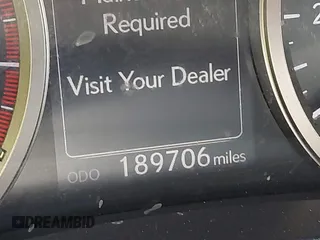 Required
Visit Your Dealer
ODO 189706 miles
DREAMBID